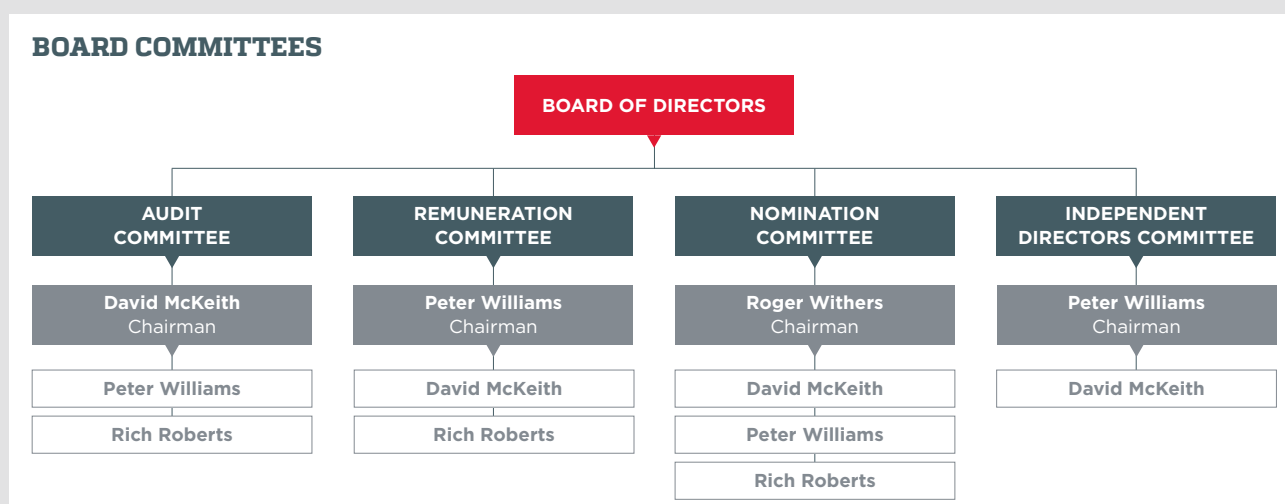 BOARD COMMITTEES
BOARD OF DIRECTORS
AUDIT
COMMITTEE
David McKeith
Chairman
Peter Williams
Rich Roberts
REMUNERATION
COMMITTEE
Peter Williams
Chairman
David McKeith
Rich Roberts
NOMINATION
COMMITTEE
Roger Withers
Chairman
David McKeith
Peter Williams
Rich Roberts
INDEPENDENT
DIRECTORS COMMITTEE
Peter Williams
Chairman
David McKeith